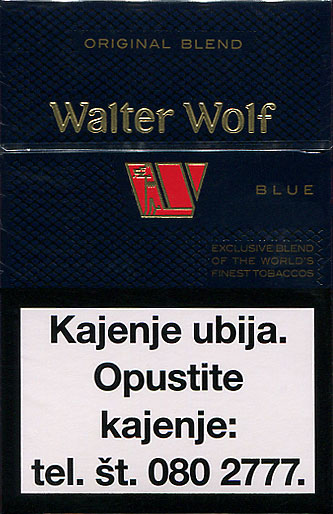 ORIGINAL BLEND
Walter Wolf
BLUE
EXCLUSIVE BLEND
OF THE WORLD'S
FINEST TOBACCOS
Kajenje ubija.
Opustite
kajenje:
tel. št. 080 2777.